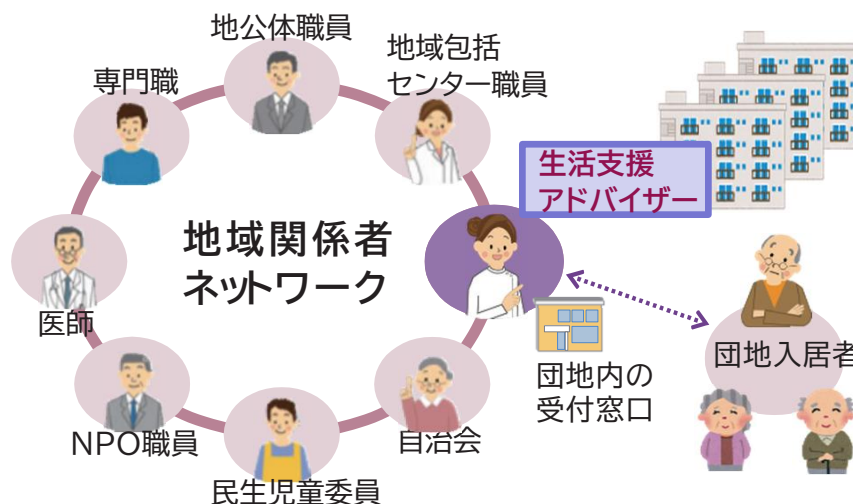 地公体職員
専門職
地域包括
センター職員
生活支援
アドバイザー
地域関係者
ネットワーク
医師
団地入居者
団地内の
受付窓口
NPO職員
自治会
民生児童委員